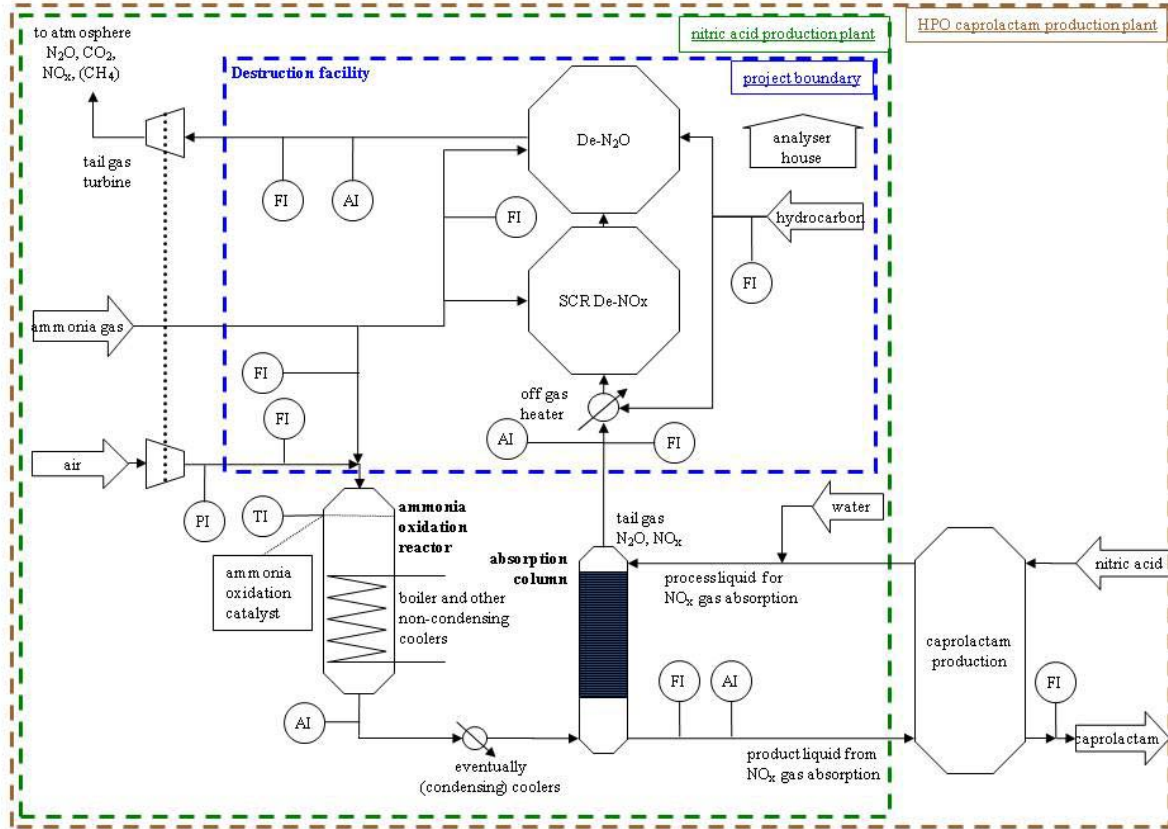 HPO caprolactam production plant
nitric acid production plant
project boundary
Destruction facility
to atmosphere
N2O, CO2,
NOx, (CH4)
tail gas
turbine
FI
AI
De-N2O
analyser
house
FI
hydrocarbon
FI
SCR De-NOx
ammonia gas
FI
FI
off gas
heater
AI
FI
air
PI
TI
ammonia
oxidation
reactor
ammonia
oxidation
catalyst
boiler and other
non-condensing
coolers
absorption
column
tail gas
N2O, NOx
water
process liquid for
NOx gas absorption
nitric acid
caprolactam
production
FI
AI
FI
caprolactam
AI
eventually
(condensing) coolers
product liquid from
NOx gas absorption